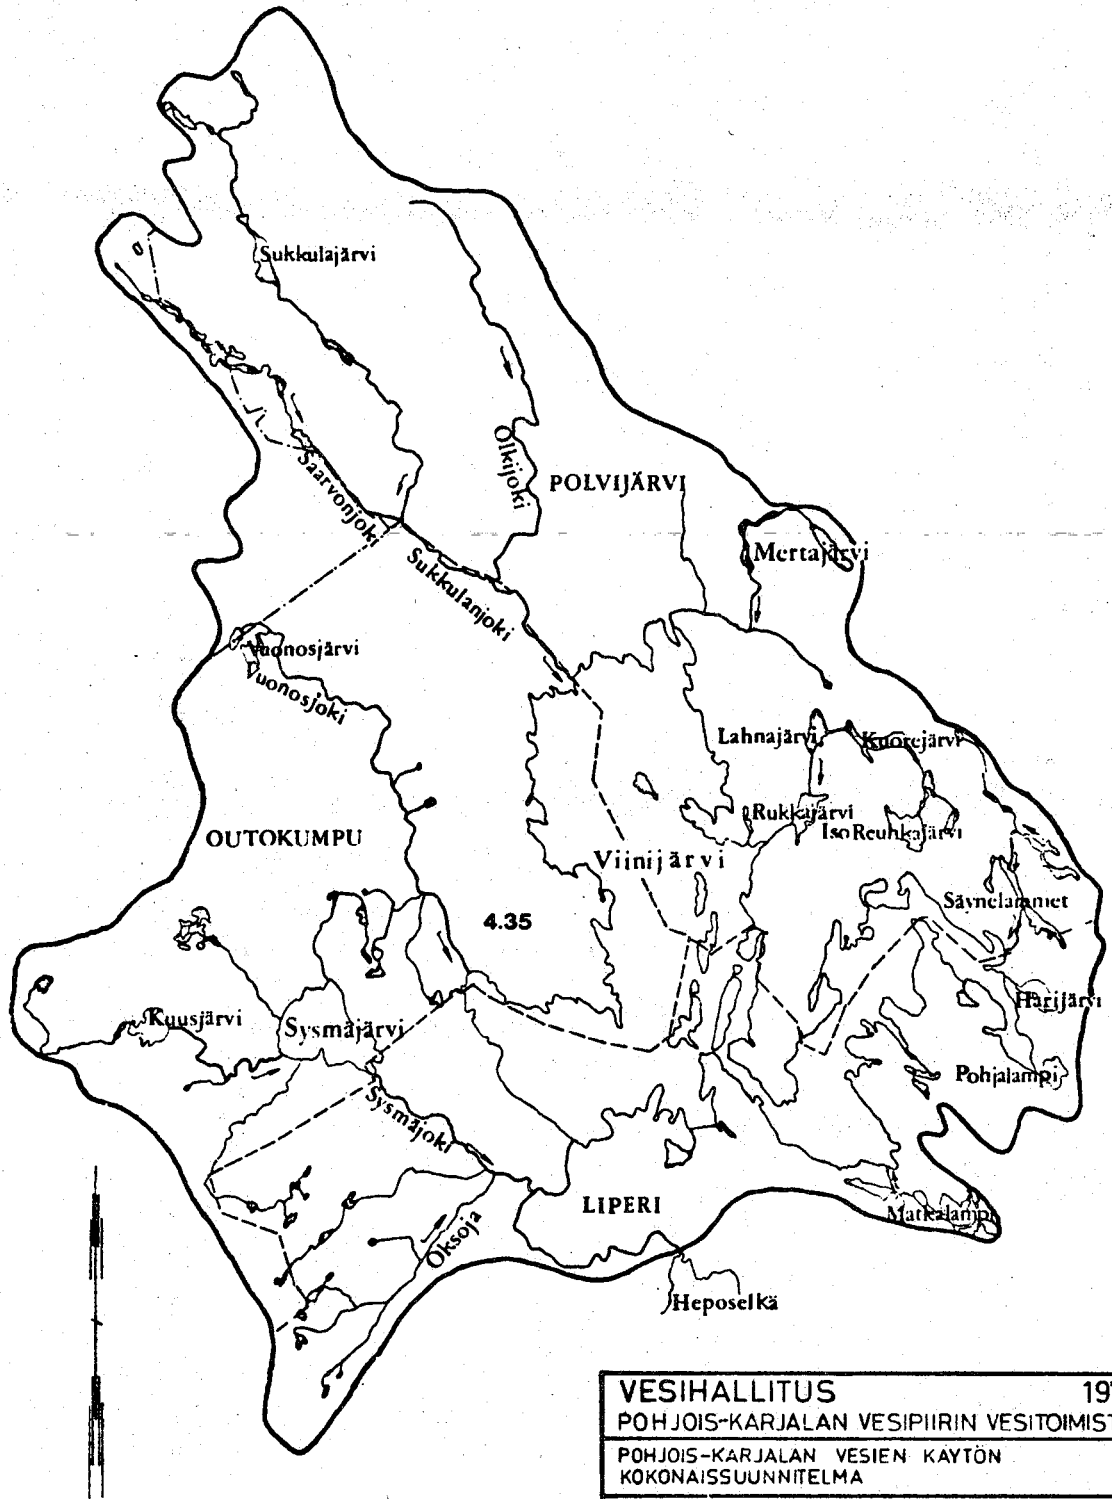 Sukkulajärvi
Olkijoki
POLVIJÄRVI
Saarvonjoki
Sukkulanjoki
Mertajärvi
Vuonosjärvi
Vuonosjoki
Lahnajärvi
Kuorejärvi
Rukkajärvi
Iso Reuhkajärvi
OUTOKUMPU
Viinijärvi
Säynelammet
4.35
Harijärvi
Kuusjärvi
Sysmäjärvi
Pohjalampi
Sysmäjoki
LIPERI
Matkalampi
Oksoja
Heposelkä
VESIHALLITUS 19
POHJOIS-KARJALAN VESIPIIRIN VESITOIMIST
POHJOIS-KARJALAN VESIEN KÄYTÖN
KOKONAISSUUNNITELMA